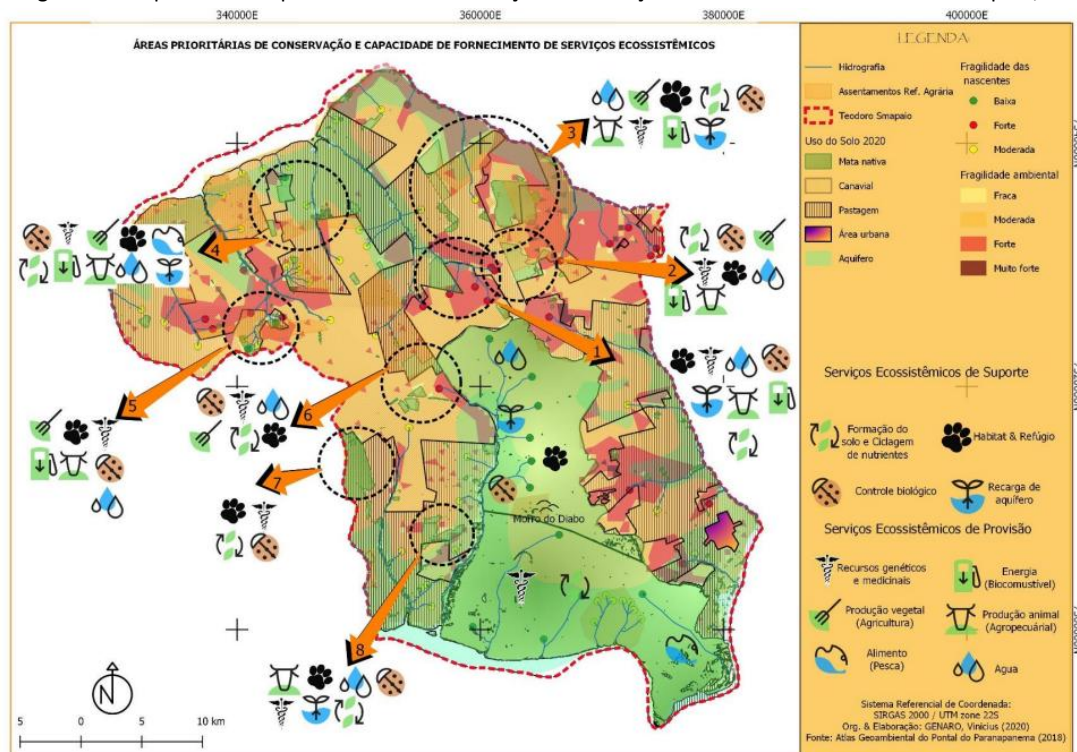 340000E 360000E 380000E 400000E
ÁREAS PRIORITÁRIAS DE CONSERVAÇÃO E CAPACIDADE DE FORNECIMENTO DE SERVIÇOS ECOSSISTÊMICOS
LEGENDA:
Hidrografia
Assentamentos Ref. Agrária
Teodoro Smapaio
Uso do Solo 2020
Mata nativa
Canavial
Pastagem
Área urbana
Aquífero
Fragilidade das
nascentes
Baixa
Forte
Moderada
Fragilidade ambiental
Fraca
Moderada
Forte
Muito forte
3
4
2
1
5
6
7
8
Morro do Diabo
Serviços Ecossistêmicos de Suporte
Formação do
solo e Ciclagem
de nutrientes
Habitat & Refúgio
Controle biológico
Recarga de
aquífero
Serviços Ecossistêmicos de Provisão
Recursos genéticos
e medicinais
Energia
(Biocomustível)
Produção vegetal
(Agricultura)
Produção animal
(Agropecuárial)
Alimento
(Pesca)
Agua
Sistema Referencial de Coordenada:
SIRGAS 2000 / UTM zone 22S
Org. & Elaboração: GENARO, Vinicius (2020)
Fonte: Atlas Geoambiental do Pontal do Paranapanema (2018)
N
5 0 5 10 km